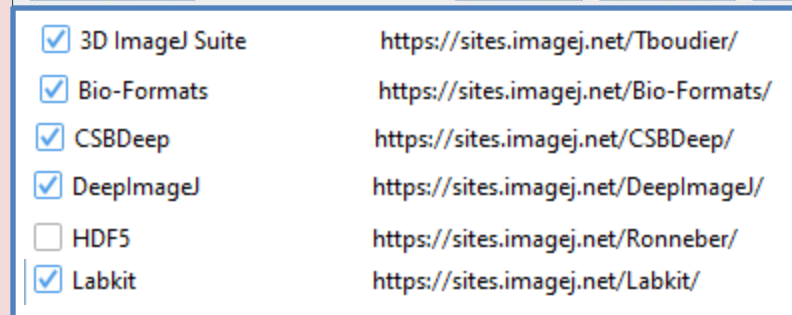 3D ImageJ Suite https://sites.imagej.net/Tboudier/
Bio-Formats https://sites.imagej.net/Bio-Formats/
CSBDeep https://sites.imagej.net/CSBDeep/
DeepImageJ https://sites.imagej.net/DeepImageJ/
HDF5 https://sites.imagej.net/Ronneber/
Labkit https://sites.imagej.net/Labkit/